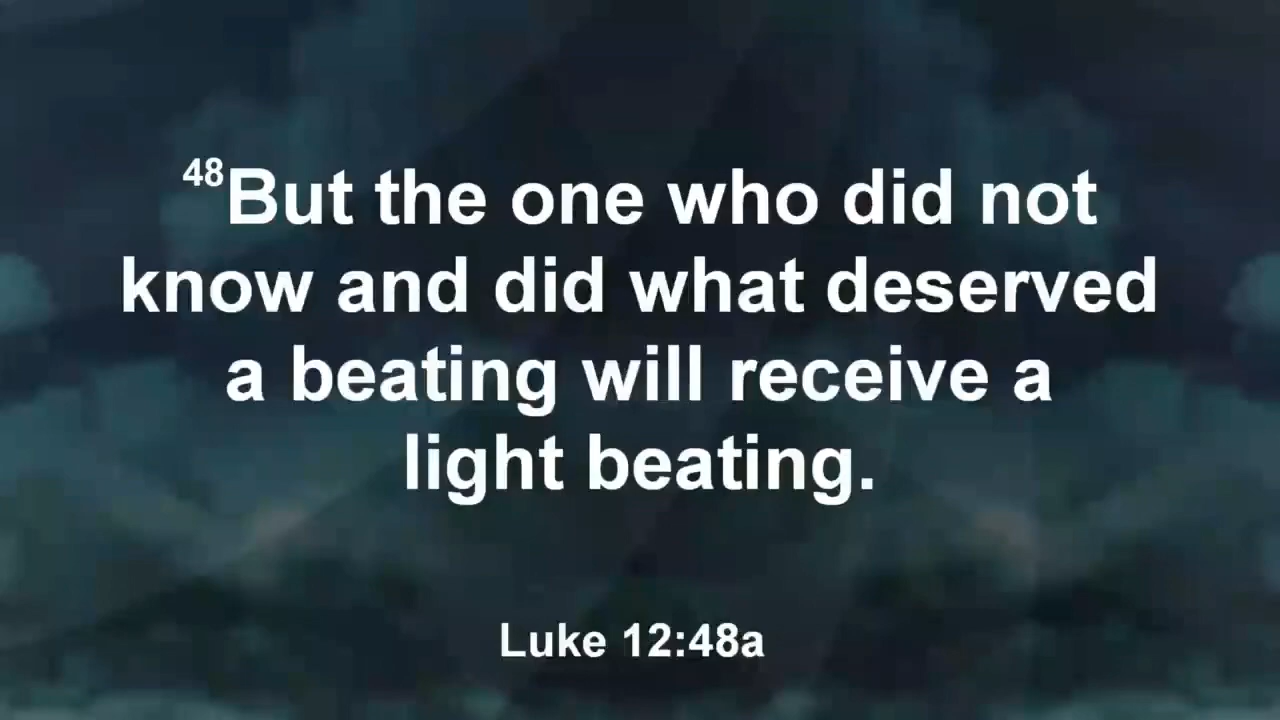 48But the one who did not
know and did what deserved
a beating will receive a
light beating.
Luke 12:48a